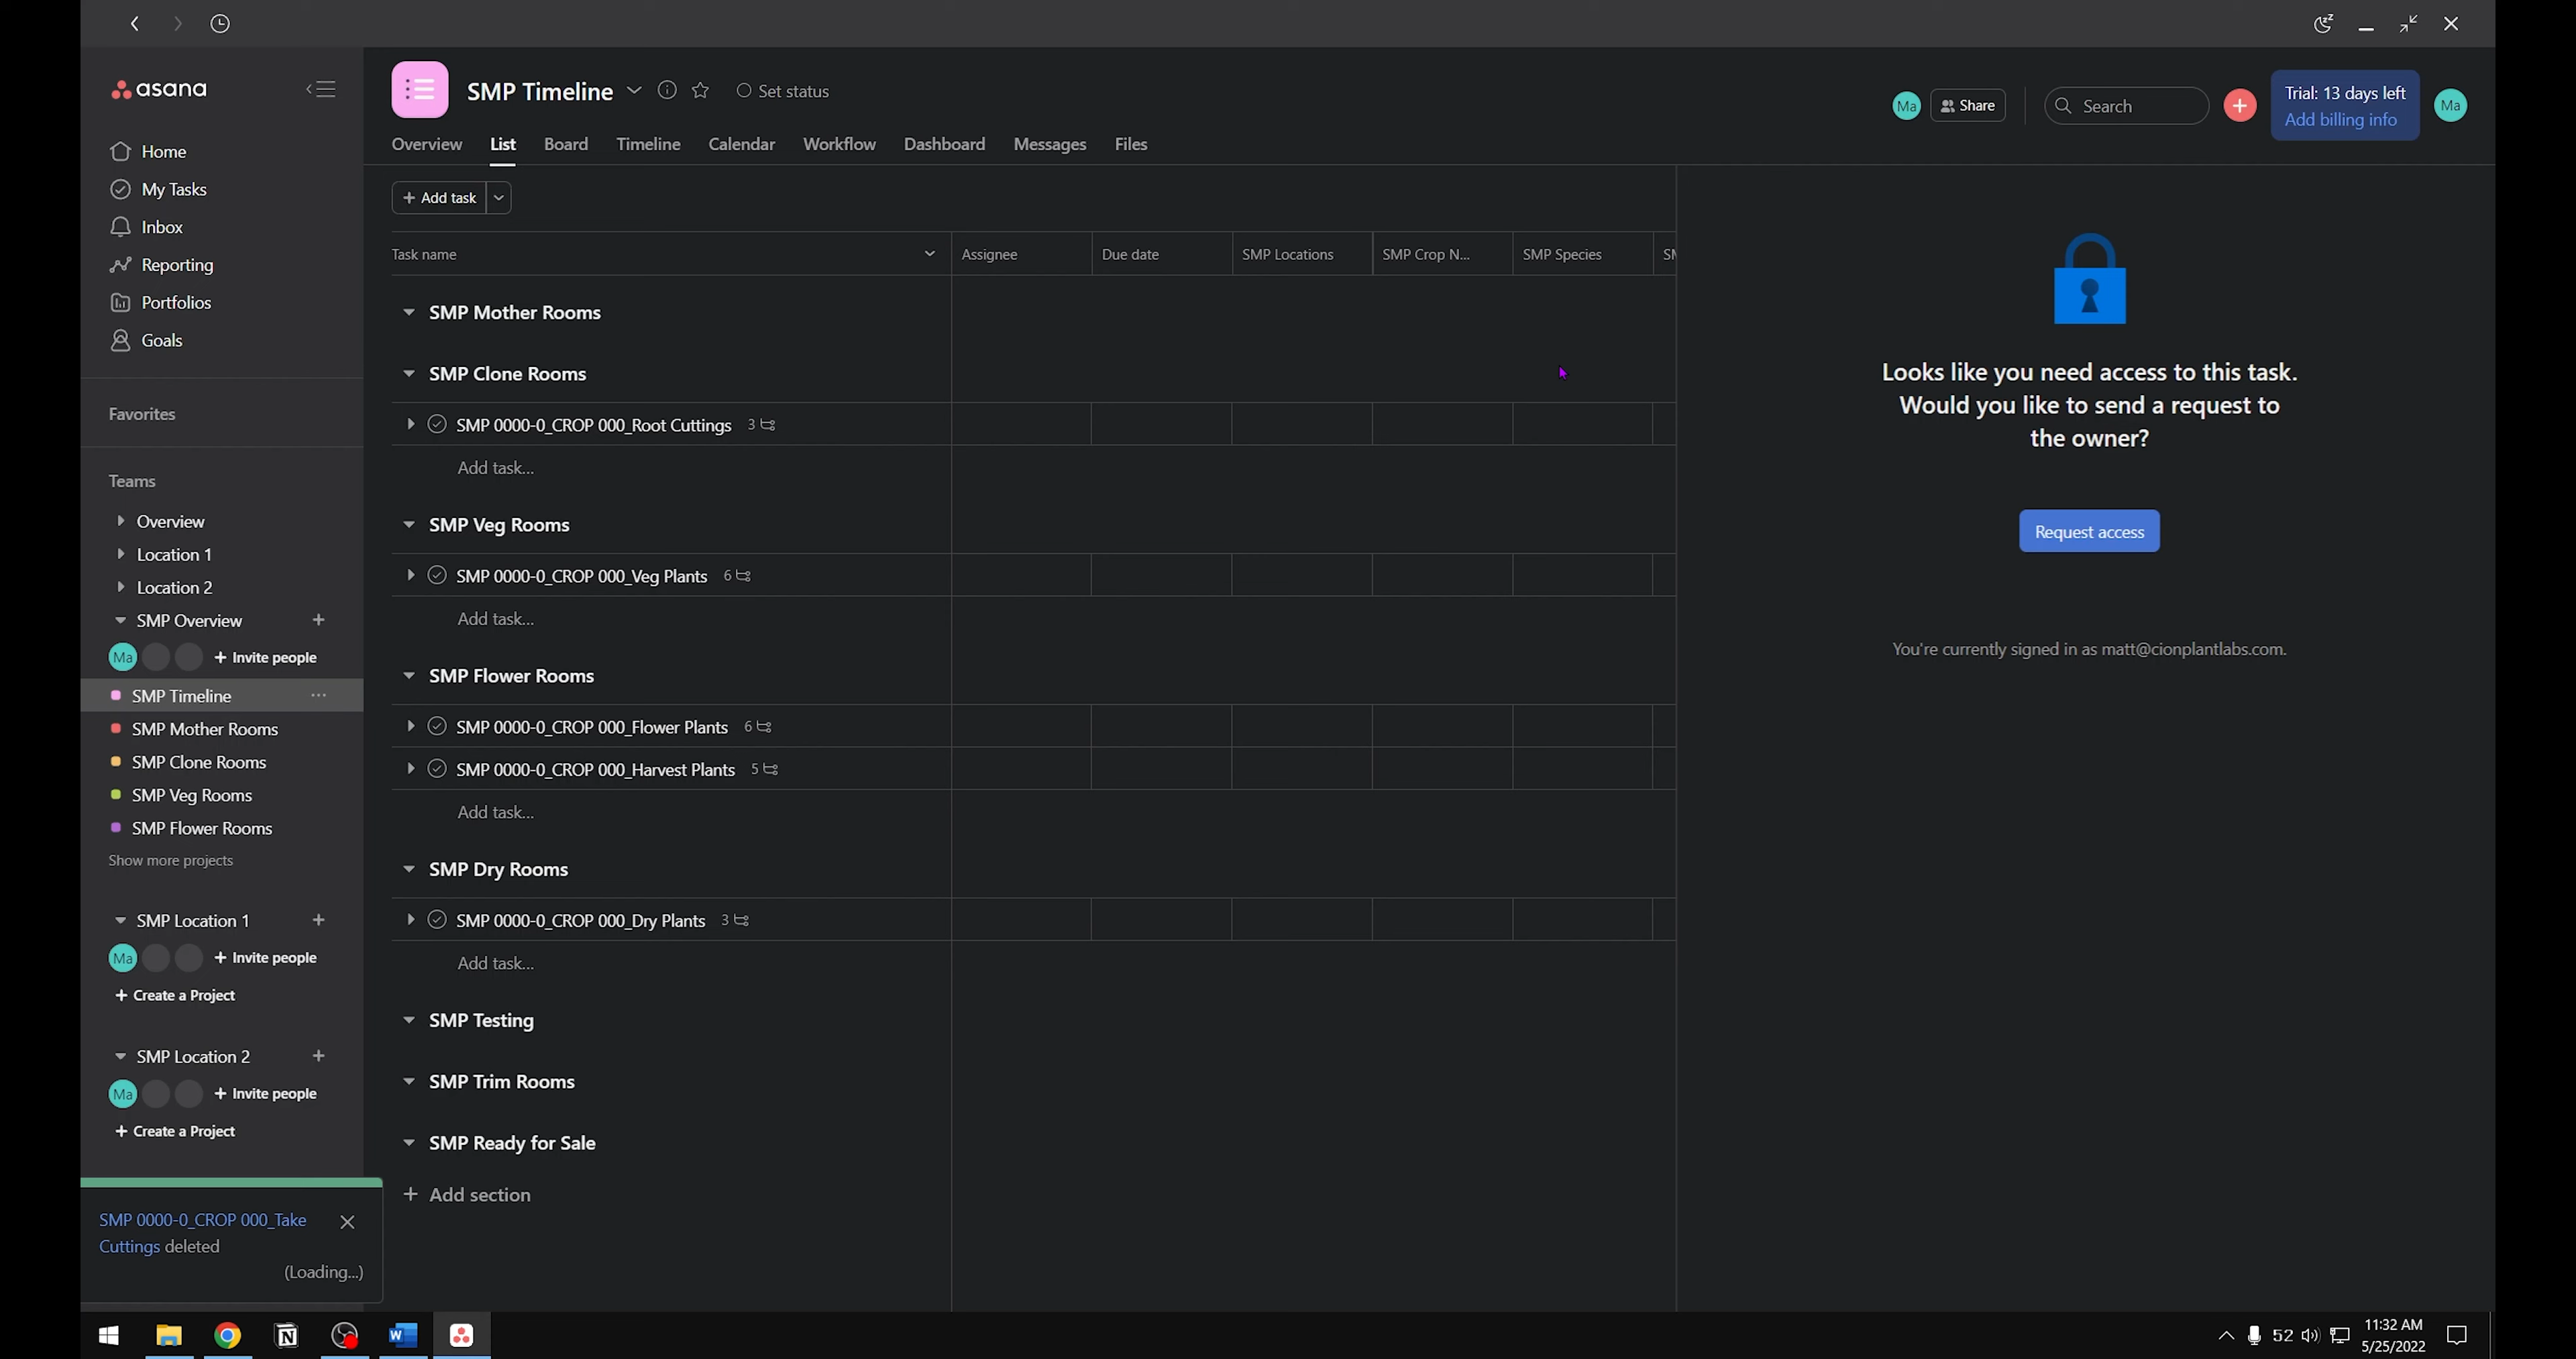 asana
Home
My Tasks
Inbox
Reporting
Portfolios
Goals
Favorites
Teams
Overview
Location 1
Location 2
SMP Overview
Ma
Invite people
SMP Timeline
SMP Mother Rooms
SMP Clone Rooms
SMP Veg Rooms
SMP Flower Rooms
Show more projects
SMP Location 1
Ma
Invite people
+ Create a Project
SMP Location 2
Ma
Invite people
+ Create a Project
SMP 0000-0_CROP 000_Take
Cuttings deleted
(Loading...)
SMP Timeline
Set status
Overview List Board Timeline Calendar Workflow Dashboard Messages Files
Ma
Share
Search
Trial: 13 days left
Add billing info
Ma
+ Add task
Task name Assignee Due date SMP Locations SMP Crop N... SMP Species
SMP Mother Rooms
SMP Clone Rooms
SMP 0000-0_CROP 000_Root Cuttings 3
Add task...
SMP Veg Rooms
SMP 0000-0_CROP 000_Veg Plants 6
Add task...
SMP Flower Rooms
SMP 0000-0_CROP 000_Flower Plants 6
SMP 0000-0_CROP 000_Harvest Plants 5
Add task...
SMP Dry Rooms
SMP 0000-0_CROP 000_Dry Plants 3
Add task...
SMP Testing
SMP Trim Rooms
SMP Ready for Sale
+ Add section
Looks like you need access to this task.
Would you like to send a request to
the owner?
Request access
You're currently signed in as matt@cionplantlabs.com.
52
11:32 AM
5/25/2022